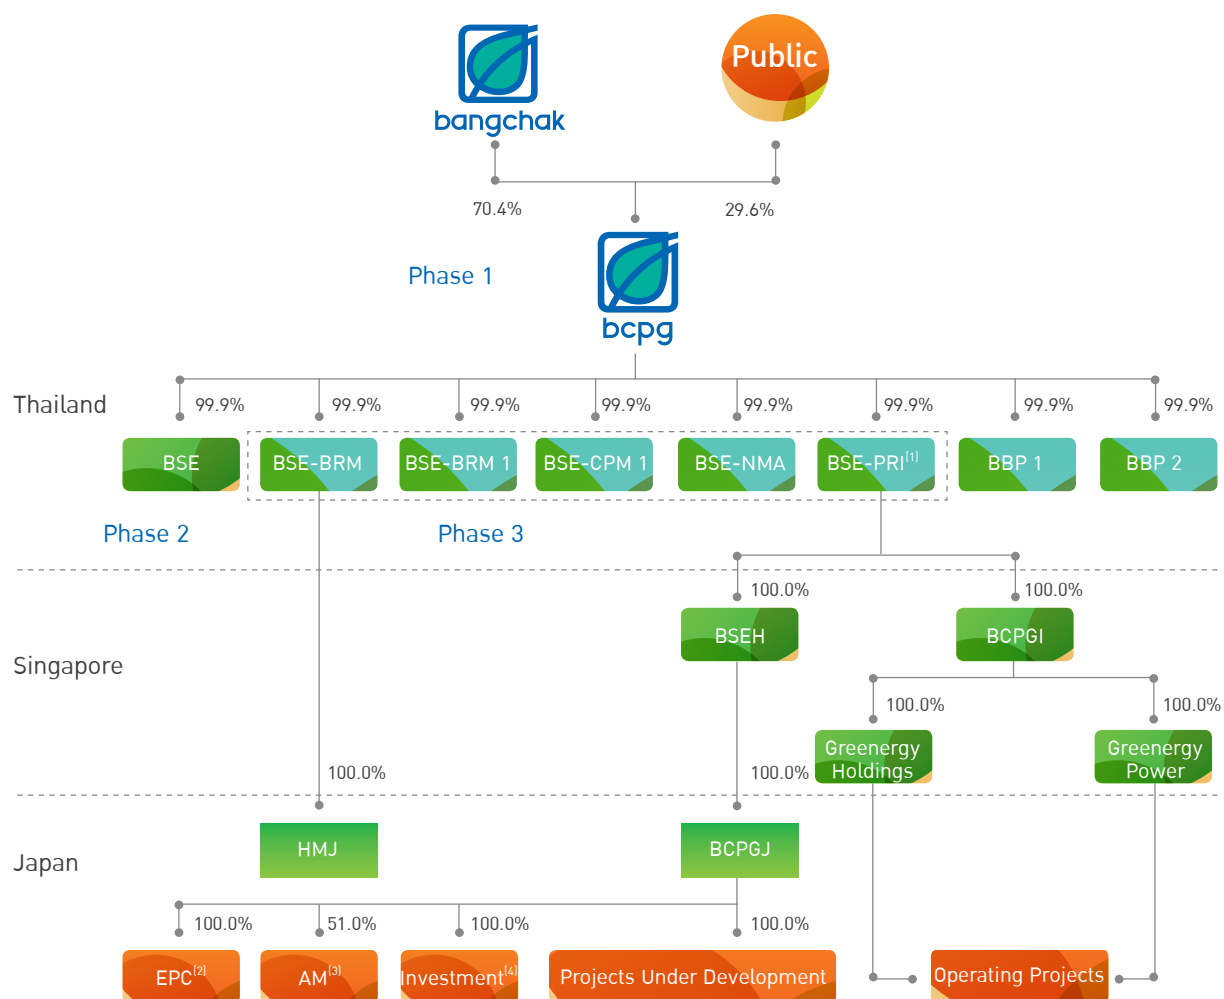 bangchak
Public
70.4%
29.6%
Phase 1
bcpg
Thailand
99.9%
99.9%
99.9%
99.9%
99.9%
99.9%
99.9%
99.9%
BSE
BSE-BRM
BSE-BRM 1
BSE-CPM 1
BSE-NMA
BSE-PRI(1)
BBP 1
BBP 2
Phase 2
Phase 3
100.0%
100.0%
BSEH
BCPGI
Singapore
100.0%
100.0%
Greenergy
Holdings
Greenergy
Power
100.0%
100.0%
HMJ
BCPGJ
Japan
100.0%
51.0%
100.0%
100.0%
EPC(2)
AM(3)
Investment(4)
Projects Under Development
Operating Projects